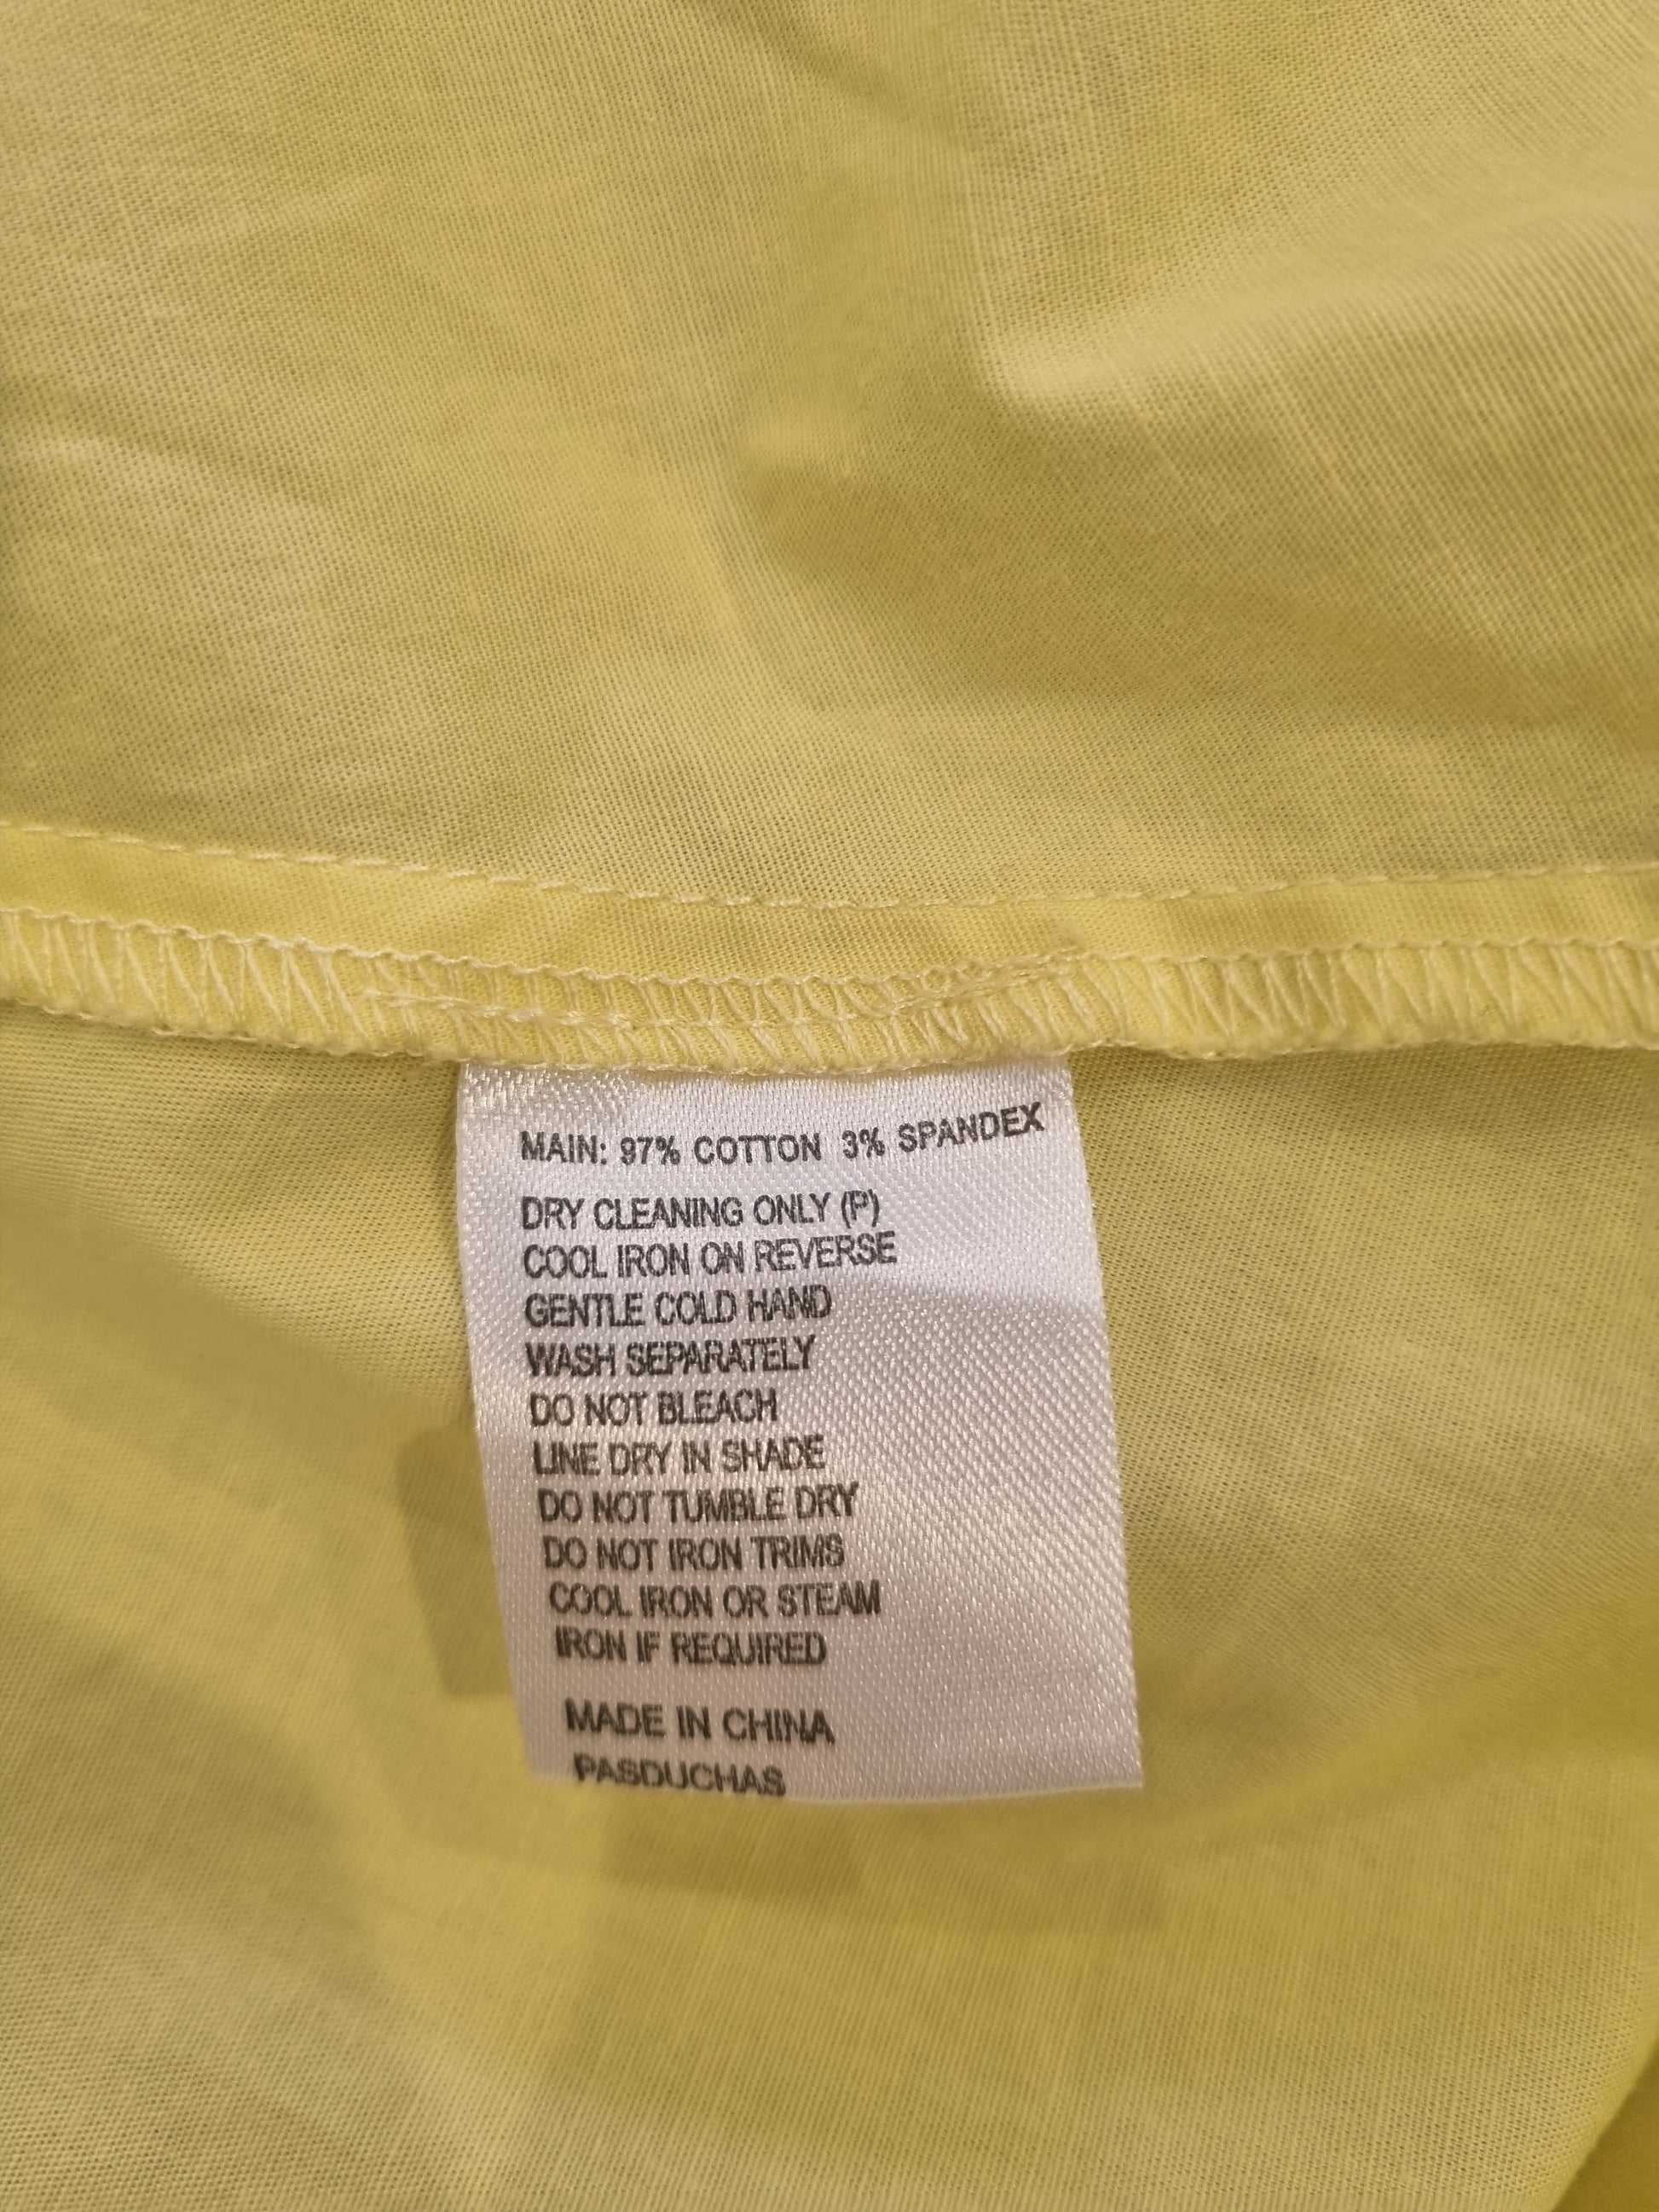 MAIN: 97% COTTON 3% SPANDEX
DRY CLEANING ONLY (P)
COOL IRON ON REVERSE
GENTLE COLD HAND
WASH SEPARATELY
DO NOT BLEACH
LINE DRY IN SHADE
DO NOT TUMBLE DRY
DO NOT IRON TRIMS
COOL IRON OR STEAM
IRON IF REQUIRED
MADE IN CHINA
PASDUCHAS